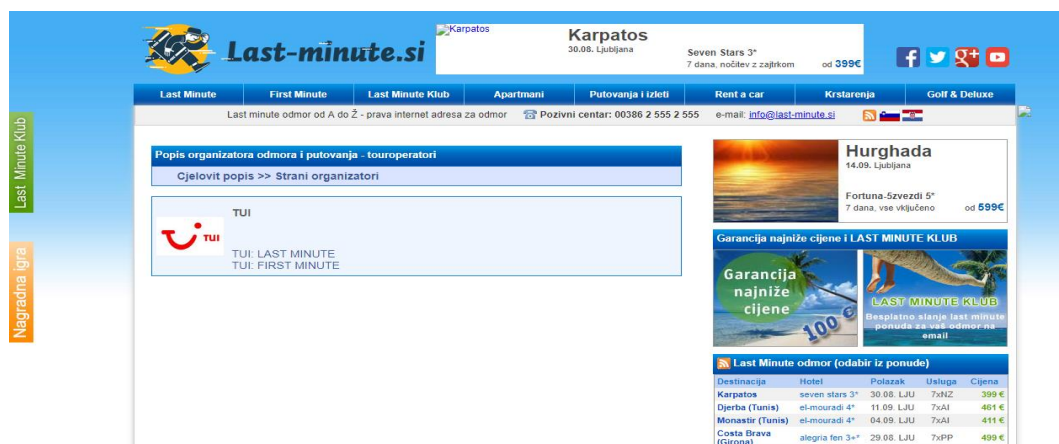 Karpatos
Karpatos
30.08. Ljubljana
Seven Stars 3*
7 dana, nočitev z zajtrkom od 399€
Last-minute.si
Last Minute First Minute Last Minute Klub Apartmani Putovanja i izleti Rent a car Krstarenja Golf & Deluxe
Last minute odmor od A do Ž - prava internet adresa za odmor Pozivni centar: 00386 2 555 2 555 e-mail: info@last-minute.si
Last Minute Klub
Nagradna igra
Popis organizatora odmora i putovanja - touroperatori
Cjelovit popis >> Strani organizatori
TUI
TUI
TUI: LAST MINUTE
TUI: FIRST MINUTE
Hurghada
14.09. Ljubljana
Fortuna-5zvezdi 5*
7 dana, vse vključeno od 599€
Garancija najniže cijene i LAST MINUTE KLUB
Garancija
najniže
cijene
100 €
LAST MINUTE KLUB
Besplatno slanje last minute
ponuda za vaš odmor na
email
Last Minute odmor (odabir iz ponude)
Destinacija Hotel Polazak Usluga Cijena
Karpatos seven stars 3* 30.08. LJU 7xNZ 399 €
Djerba (Tunis) el-mouradi 4* 11.09. LJU 7xAI 461 €
Monastir (Tunis) el-mouradi 4* 04.09. LJU 7xAI 411 €
Costa Brava
(Girona) alegria fen 3+* 29.08. LJU 7xPP 499 €